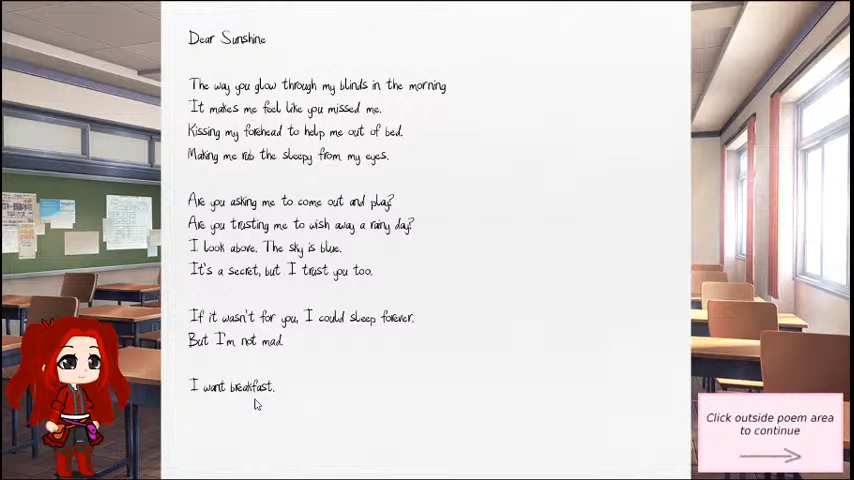 Dear Sunshine
The way you glow through my blinds in the morning
It makes me feel like you missed me.
Kissing my forehead to help me out of bed.
Making me rub the sleepy from my eyes.
Are you asking me to come out and play?
Are you trusting me to wish away a rainy day?
I look above. The sky is blue.
It's a secret, but I trust you too.
If it wasn't for you, I could sleep forever.
But I'm not mad.
I want breakfast.
Click outside poem area
to continue